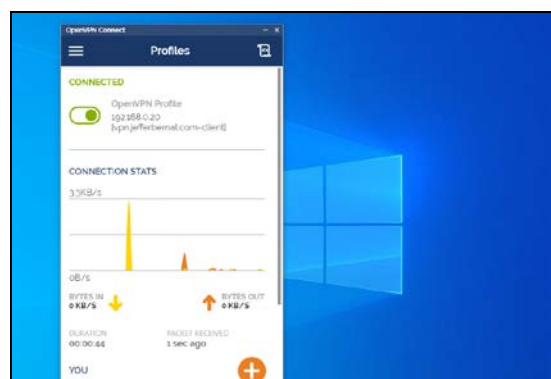 OpenVPN Connect
Profiles
CONNECTED
OpenVPN Profile
192.168.0.20
[vpn.jefferbernal.com-client]
CONNECTION STATS
3.3KB/s
0B/s
BYTES IN
0 KB/S
BYTES OUT
0 KB/S
DURATION
00:00:44
PACKET RECEIVED
1 sec ago
YOU